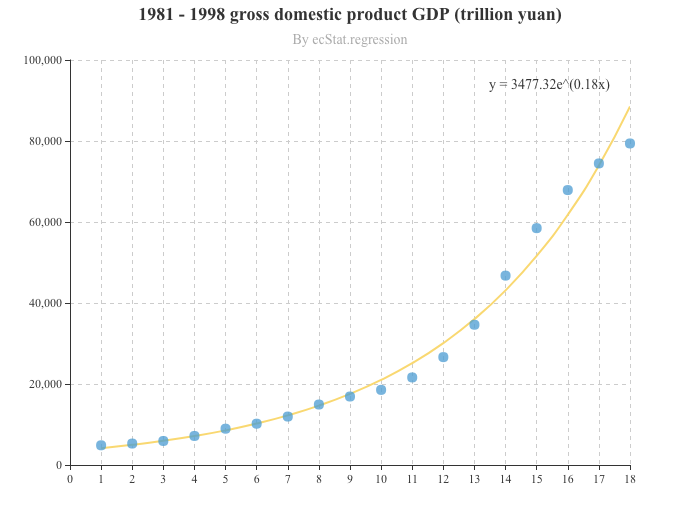 1981 - 1998 gross domestic product GDP (trillion yuan)
By ecStat.regression
100,000
y = 3477.32e^(0.18x)
80,000
60,000
40,000
20,000
0
0 1 2 3 4 5 6 7 8 9 10 11 12 13 14 15 16 17 18